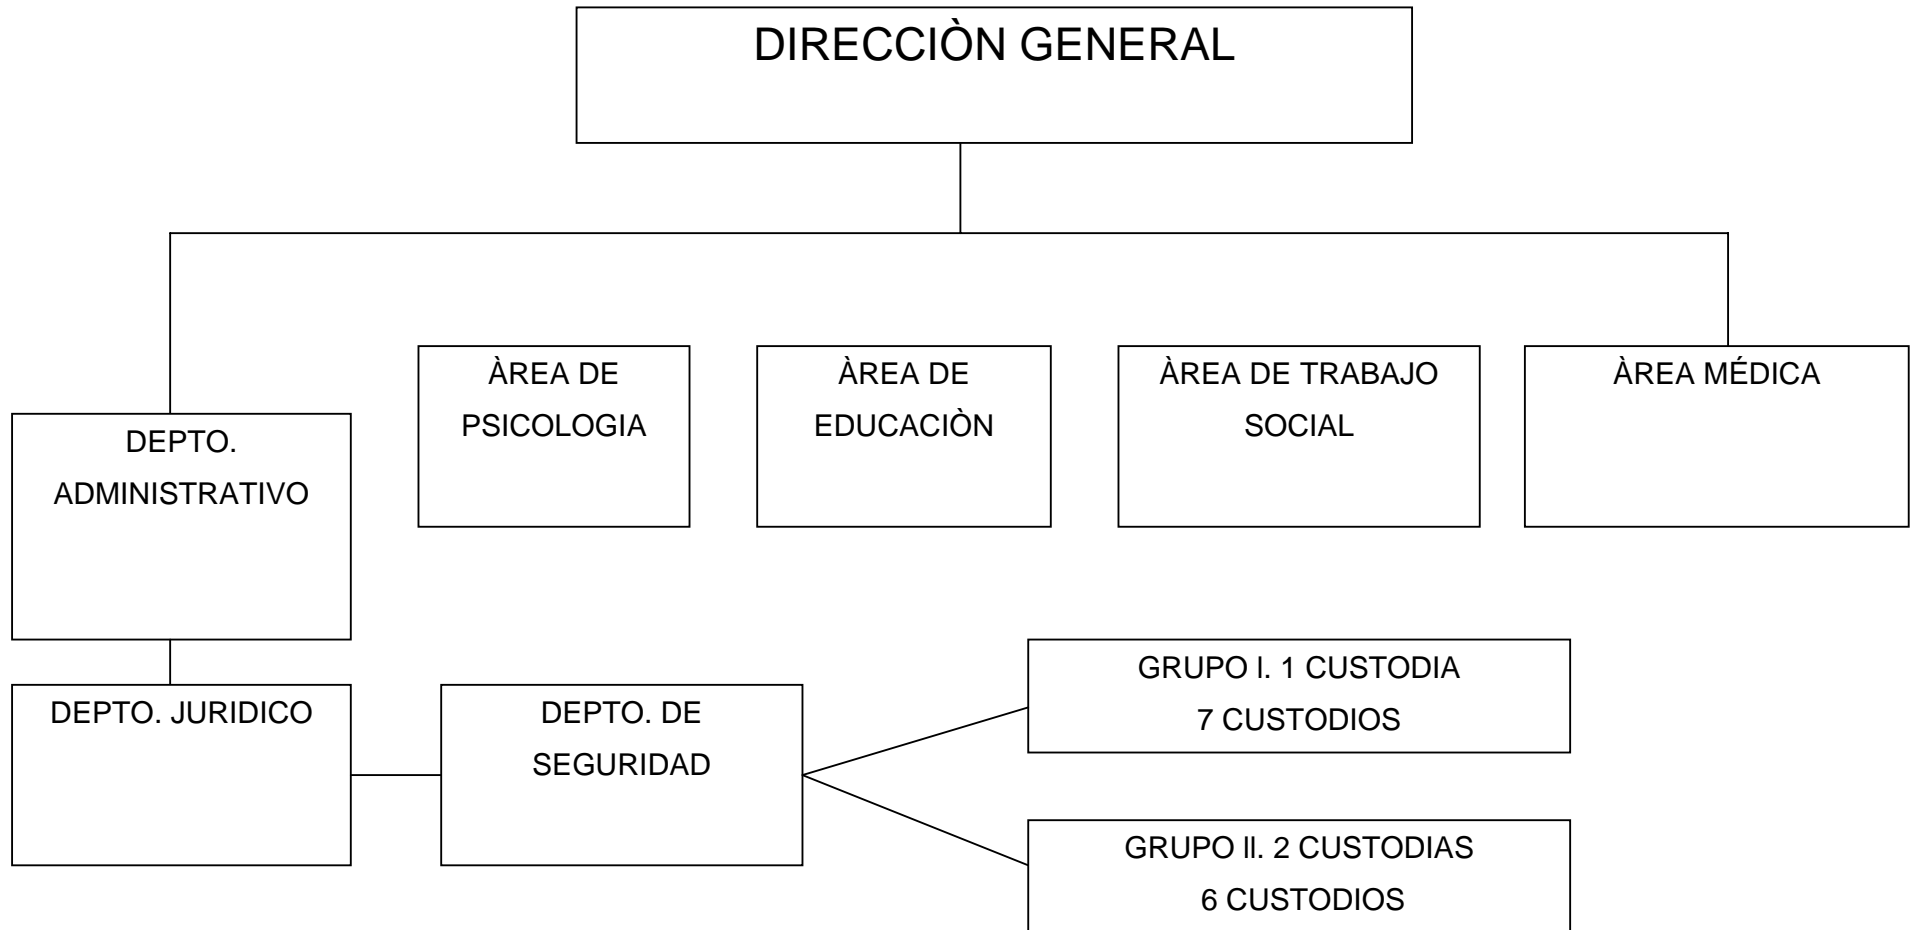 DIRECCIÒN GENERAL
ÀREA DE
PSICOLOGIA
ÀREA DE
EDUCACIÒN
ÀREA DE TRABAJO
SOCIAL
ÀREA MÉDICA
DEPTO.
ADMINISTRATIVO
DEPTO. JURIDICO
DEPTO. DE
SEGURIDAD
GRUPO I. 1 CUSTODIA
7 CUSTODIOS
GRUPO II. 2 CUSTODIAS
6 CUSTODIOS